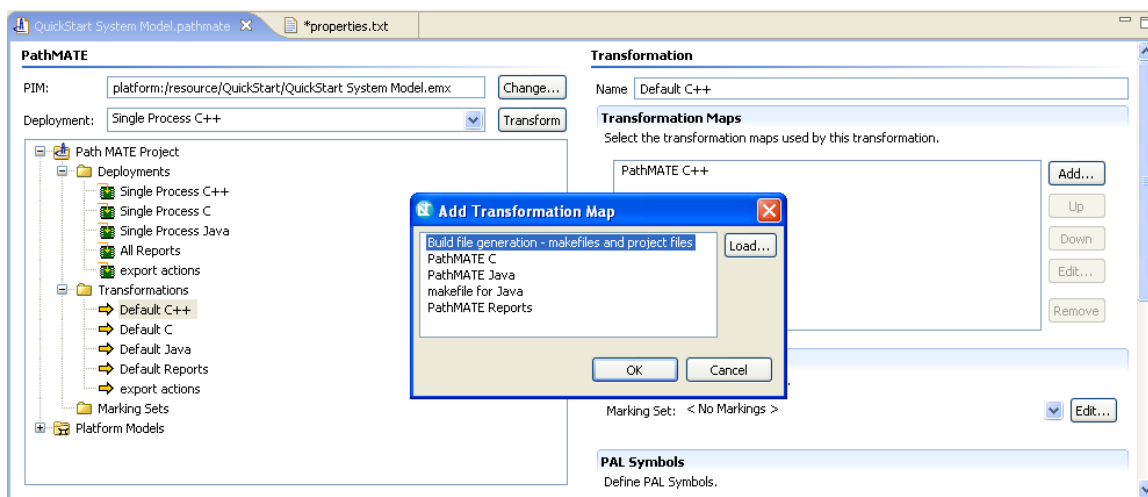 QuickStart System Model.pathmate
*properties.txt
PathMATE
PIM: platform:/resource/QuickStart/QuickStart System Model.emx Change...
Deployment: Single Process C++ Transform
Path MATE Project
Deployments
Single Process C++
Single Process C
Single Process Java
All Reports
export actions
Transformations
Default C++
Default C
Default Java
Default Reports
export actions
Marking Sets
Platform Models
Transformation
Name Default C++
Transformation Maps
Select the transformation maps used by this transformation.
PathMATE C++
Add...
Up
Down
Edit...
Remove
Add Transformation Map
Build file generation - makefiles and project files
PathMATE C
PathMATE Java
makefile for Java
PathMATE Reports
Load...
OK Cancel
Marking Set: < No Markings > Edit...
PAL Symbols
Define PAL Symbols.